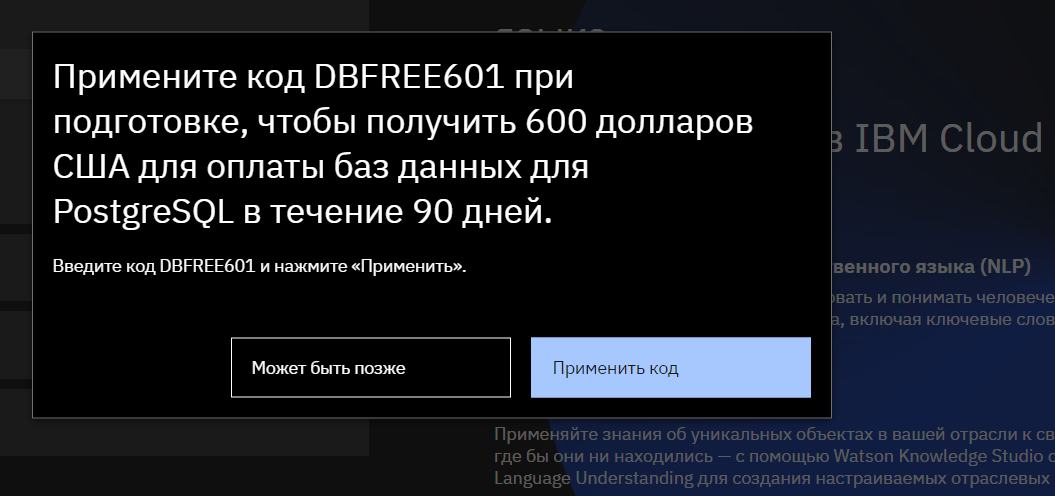 Примените код DBFREE601 при
подготовке, чтобы получить 600 долларов
США для оплаты баз данных для
PostgreSQL в течение 90 дней.
Введите код DBFREE601 и нажмите «Применить».
Может быть позже
Применить код
в IBM Cloud
венного языка (NLP)
овать и понимать человече
а, включая ключевые слов
Применяйте знания об уникальных объектах в вашей отрасли к св
где бы они ни находились — с помощью Watson Knowledge Studio
Language Understanding для создания настраиваемых отраслевых